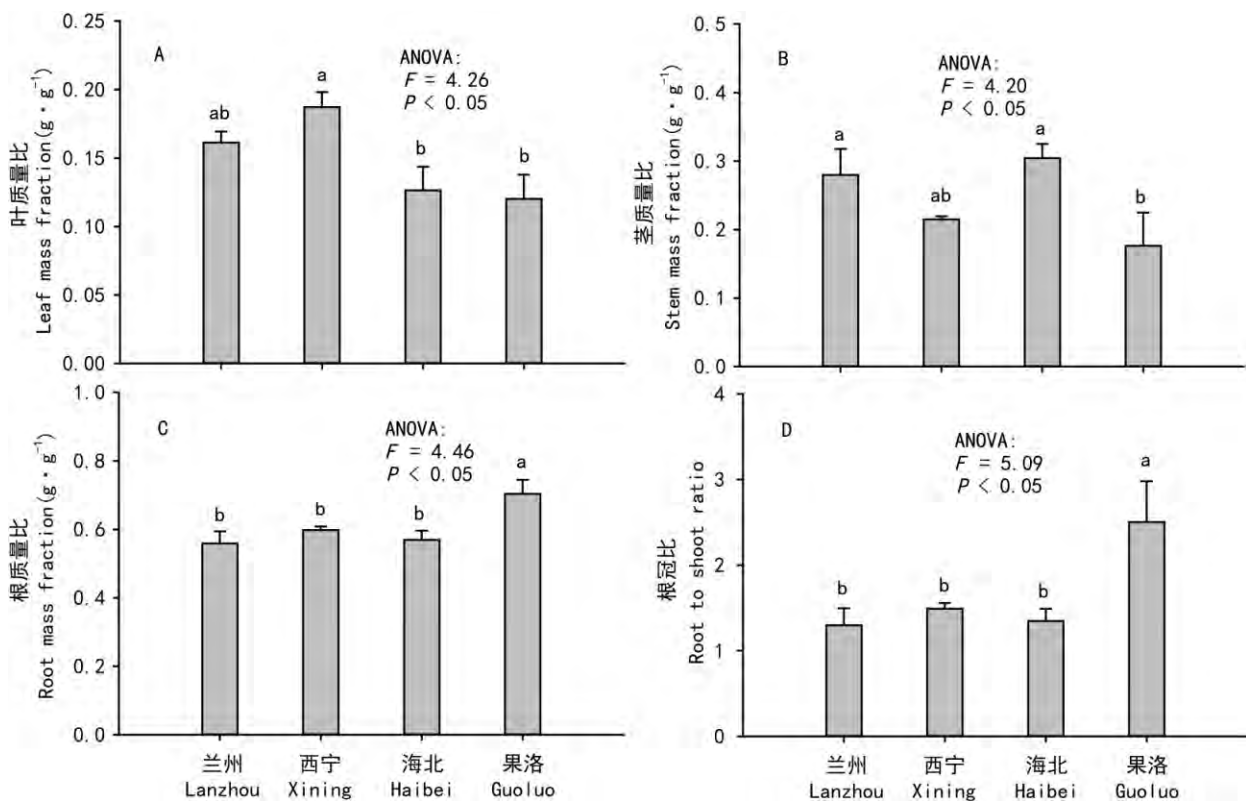 A
ANOVA:
F = 4.26
P < 0.05
叶质量比
Leaf mass fraction(g·g⁻¹)
0.25
0.20
0.15
0.10
0.05
0.00
ab
a
b
b
B
ANOVA:
F = 4.20
P < 0.05
茎质量比
Stem mass fraction(g·g⁻¹)
0.5
0.4
0.3
0.2
0.1
0.0
a
ab
a
b
C
ANOVA:
F = 4.46
P < 0.05
根质量比
Root mass fraction(g·g⁻¹)
1.0
0.8
0.6
0.4
0.2
0.0
b
b
b
a
兰州
Lanzhou
西宁
Xining
海北
Haibei
果洛
Guoluo
D
ANOVA:
F = 5.09
P < 0.05
根冠比
Root to shoot ratio
4
3
2
1
0
b
b
b
a
兰州
Lanzhou
西宁
Xining
海北
Haibei
果洛
Guoluo